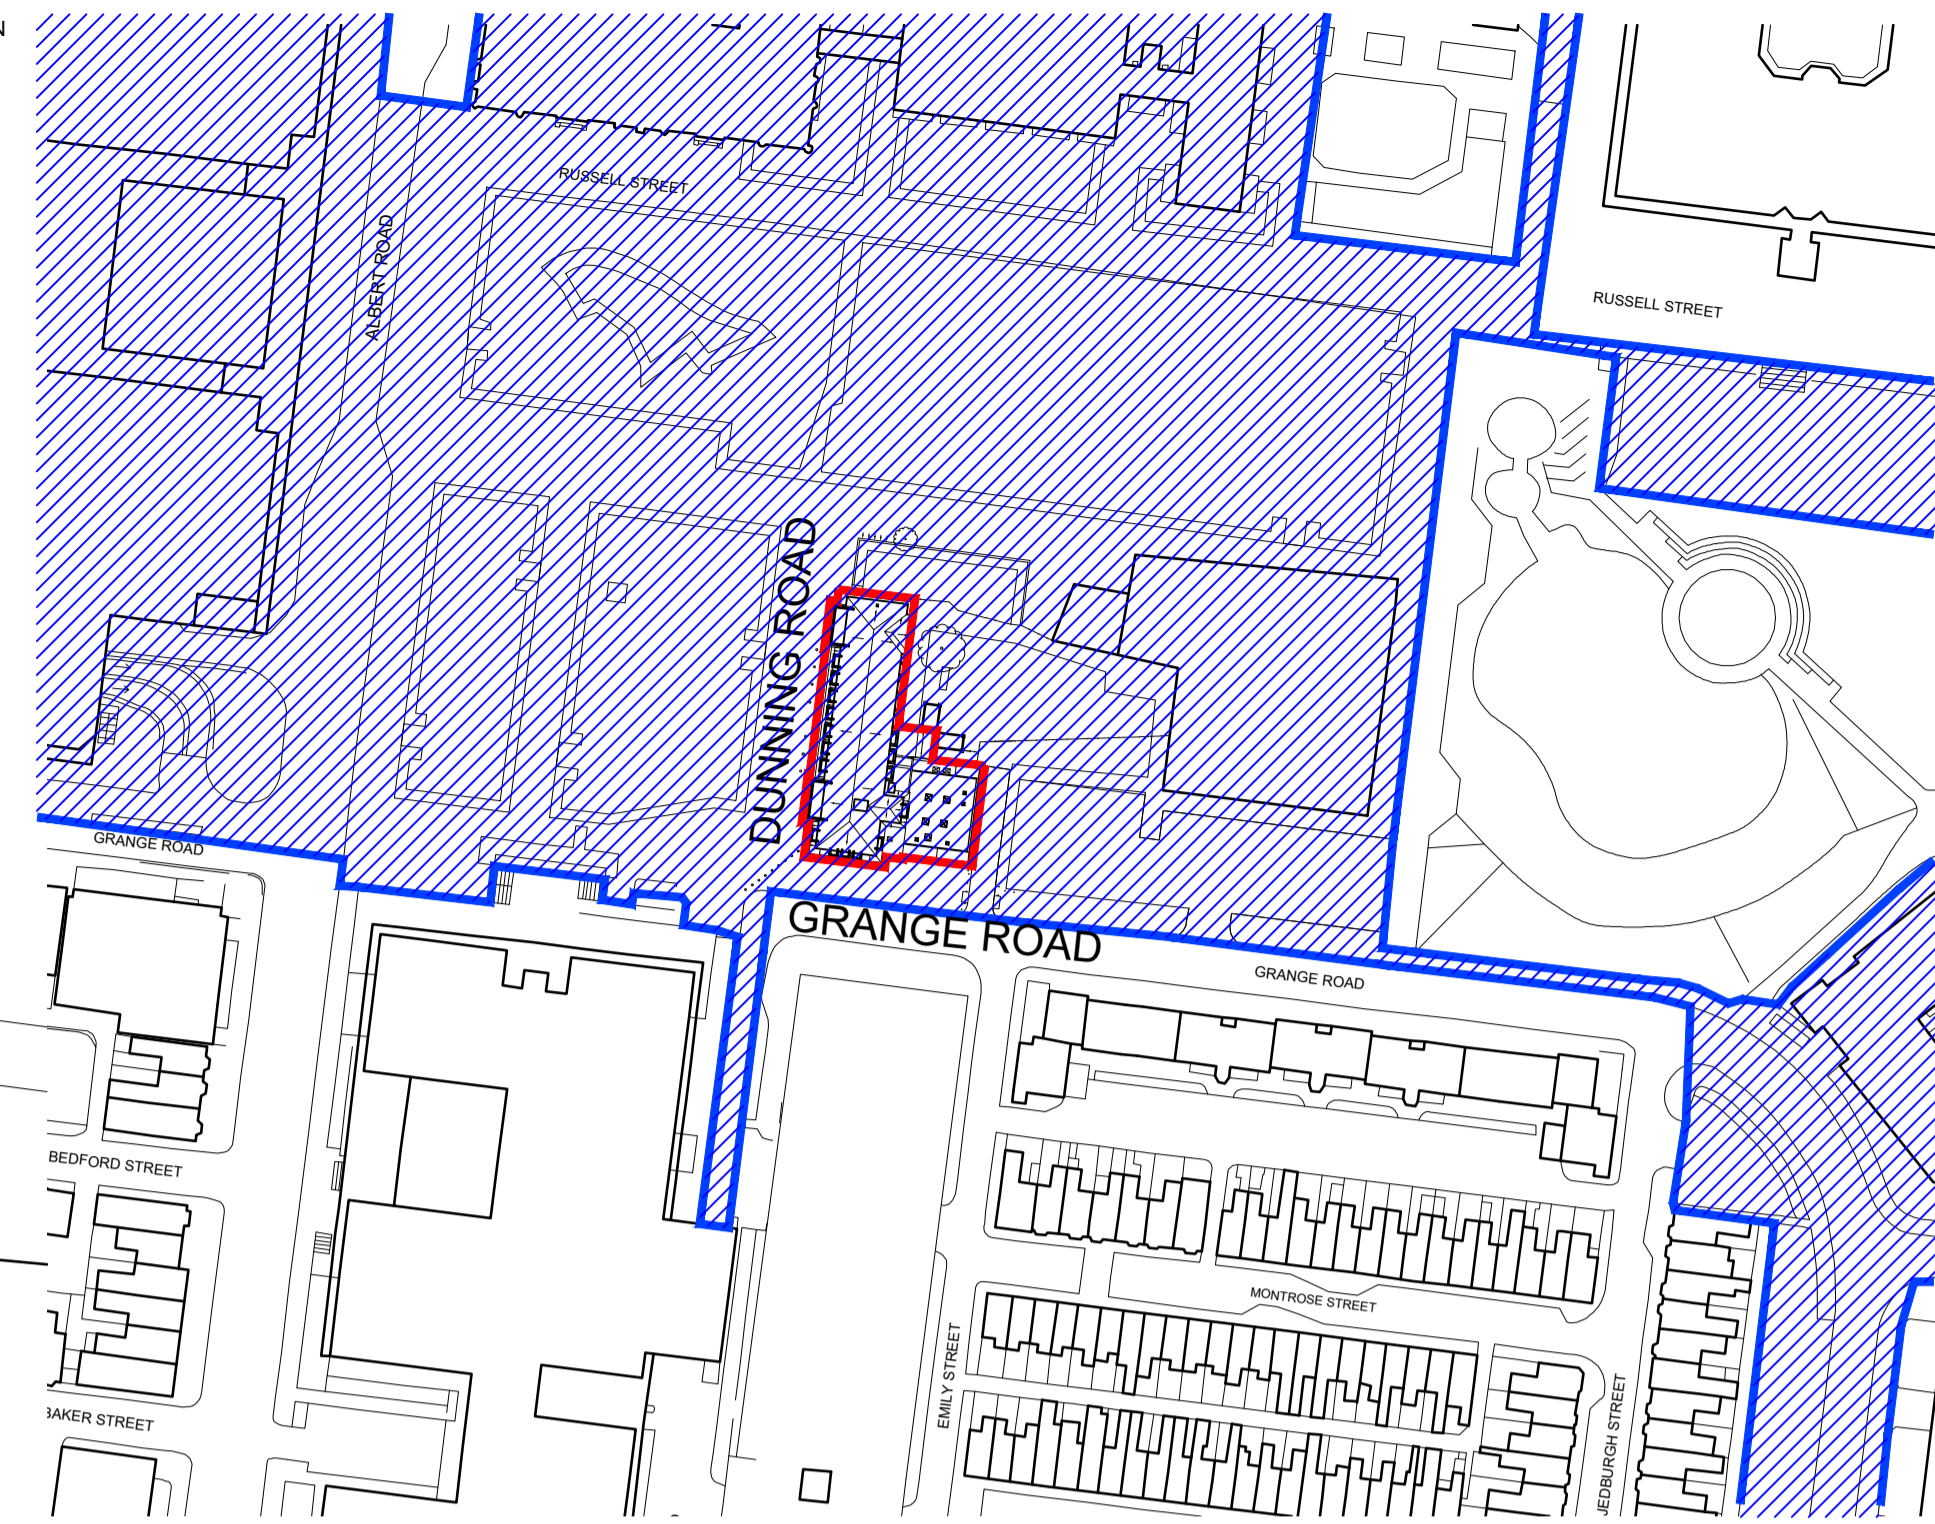 N
RUSSELL STREET
ALBERT ROAD
RUSSELL STREET
DUNNING ROAD
GRANGE ROAD
GRANGE ROAD
GRANGE ROAD
BEDFORD STREET
MONTROSE STREET
EMILY STREET
JEDBURGH STREET
BAKER STREET